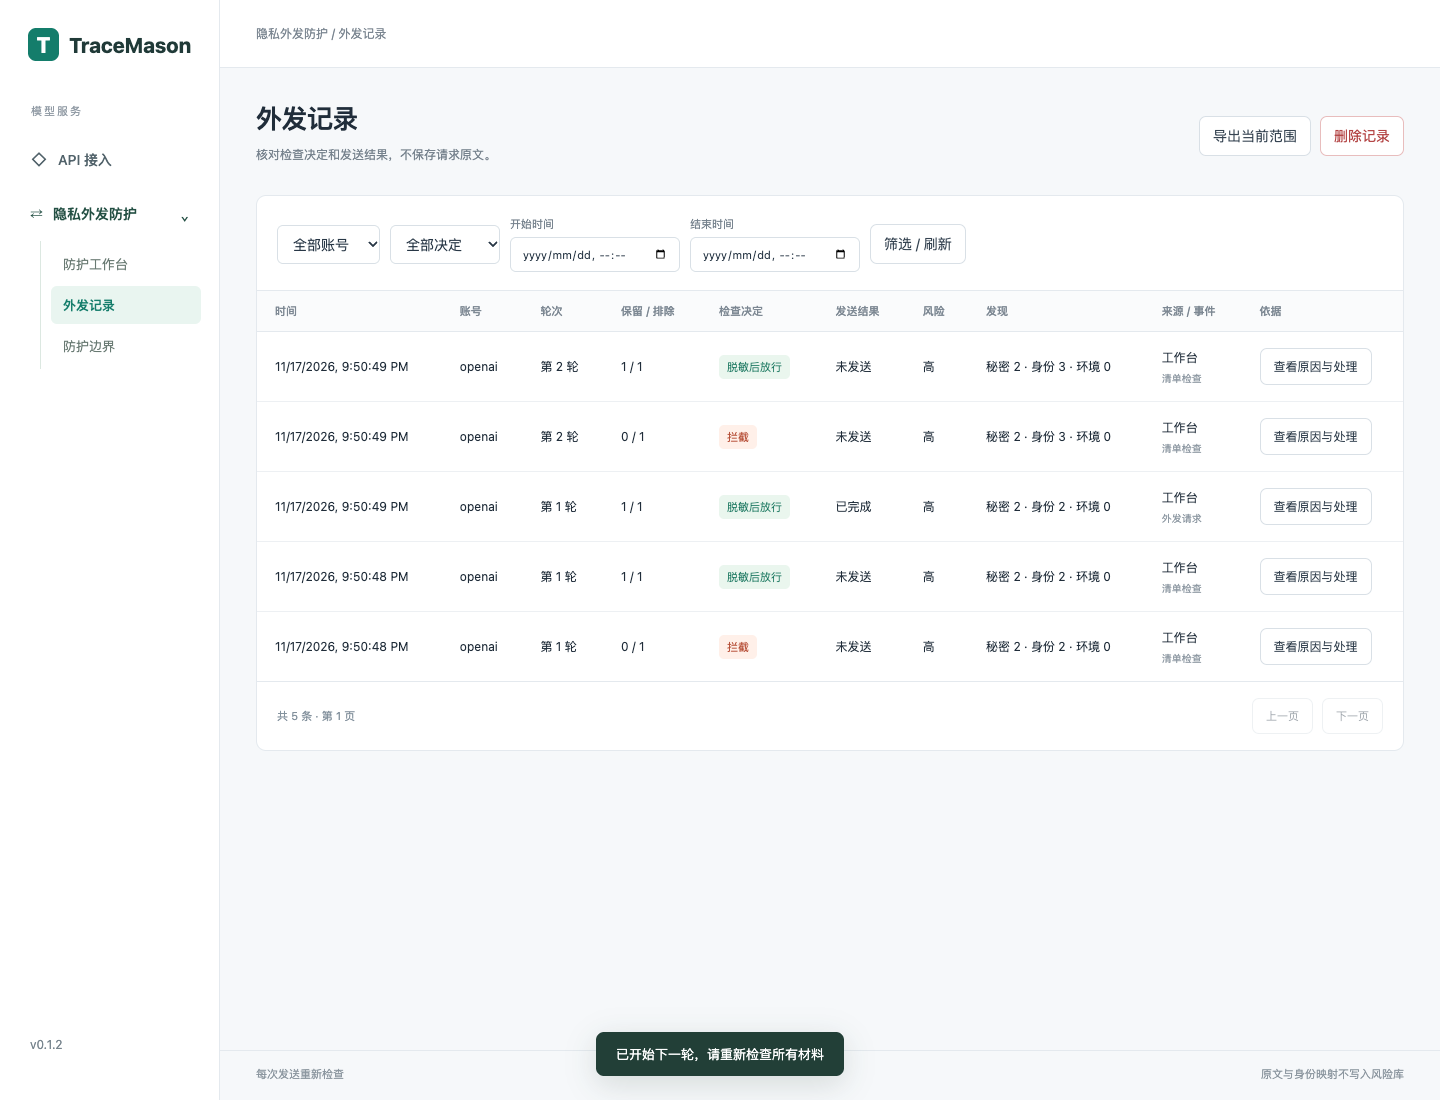 T TraceMason
模型服务
API 接入
隐私外发防护
防护工作台
外发记录
防护边界
v0.1.2
隐私外发防护 / 外发记录
外发记录
核对检查决定和发送结果，不保存请求原文。
导出当前范围 删除记录
全部账号 全部决定 开始时间 yyyy/mm/dd, --:-- 结束时间 yyyy/mm/dd, --:-- 筛选 / 刷新
时间 账号 轮次 保留 / 排除 检查决定 发送结果 风险 发现 来源 / 事件 依据
11/17/2026, 9:50:49 PM openai 第 2 轮 1 / 1 脱敏后放行 未发送 高 秘密 2 · 身份 3 · 环境 0 工作台 清单检查 查看原因与处理
11/17/2026, 9:50:49 PM openai 第 2 轮 0 / 1 拦截 未发送 高 秘密 2 · 身份 3 · 环境 0 工作台 清单检查 查看原因与处理
11/17/2026, 9:50:49 PM openai 第 1 轮 1 / 1 脱敏后放行 已完成 高 秘密 2 · 身份 2 · 环境 0 工作台 外发请求 查看原因与处理
11/17/2026, 9:50:48 PM openai 第 1 轮 1 / 1 脱敏后放行 未发送 高 秘密 2 · 身份 2 · 环境 0 工作台 清单检查 查看原因与处理
11/17/2026, 9:50:48 PM openai 第 1 轮 0 / 1 拦截 未发送 高 秘密 2 · 身份 2 · 环境 0 工作台 清单检查 查看原因与处理
共 5 条 · 第 1 页 上一页 下一页
已开始下一轮，请重新检查所有材料
每次发送重新检查 原文与身份映射不写入风险库